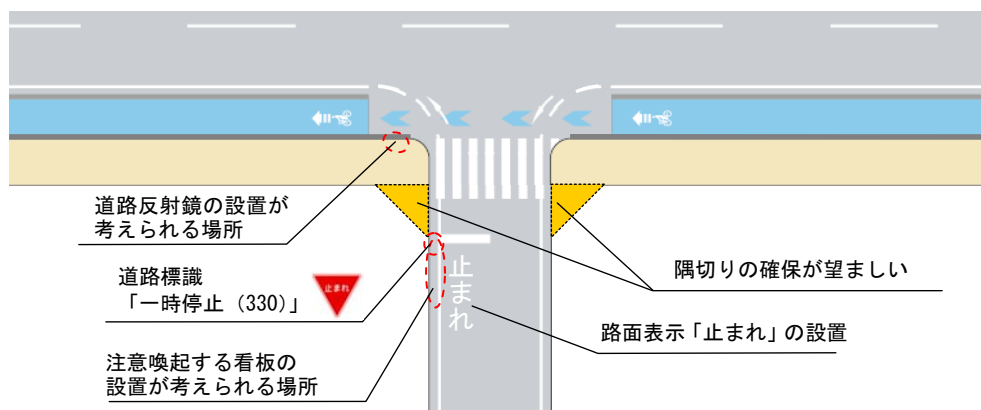 道路反射鏡の設置が
考えられる場所
道路標識
「一時停止（330）」
止まれ
注意喚起する看板の
設置が考えられる場所
止まれ
隅切りの確保が望ましい
路面表示「止まれ」の設置